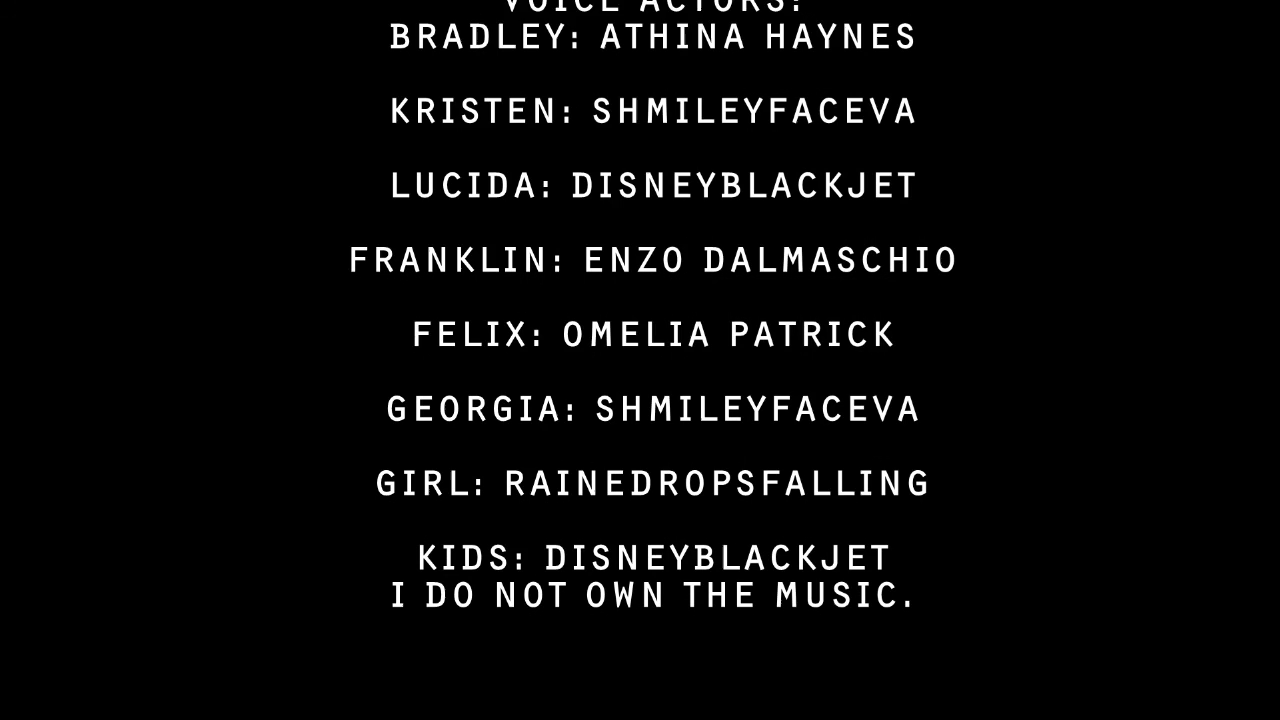 VOICE ACTORS:
BRADLEY: ATHINA HAYNES
KRISTEN: SHMILEYFACEVA
LUCIDA: DISNEYBLACKJET
FRANKLIN: ENZO DALMASCHIO
FELIX: OMELIA PATRICK
GEORGIA: SHMILEYFACEVA
GIRL: RAINEDROPSFALLING
KIDS: DISNEYBLACKJET
I DO NOT OWN THE MUSIC.